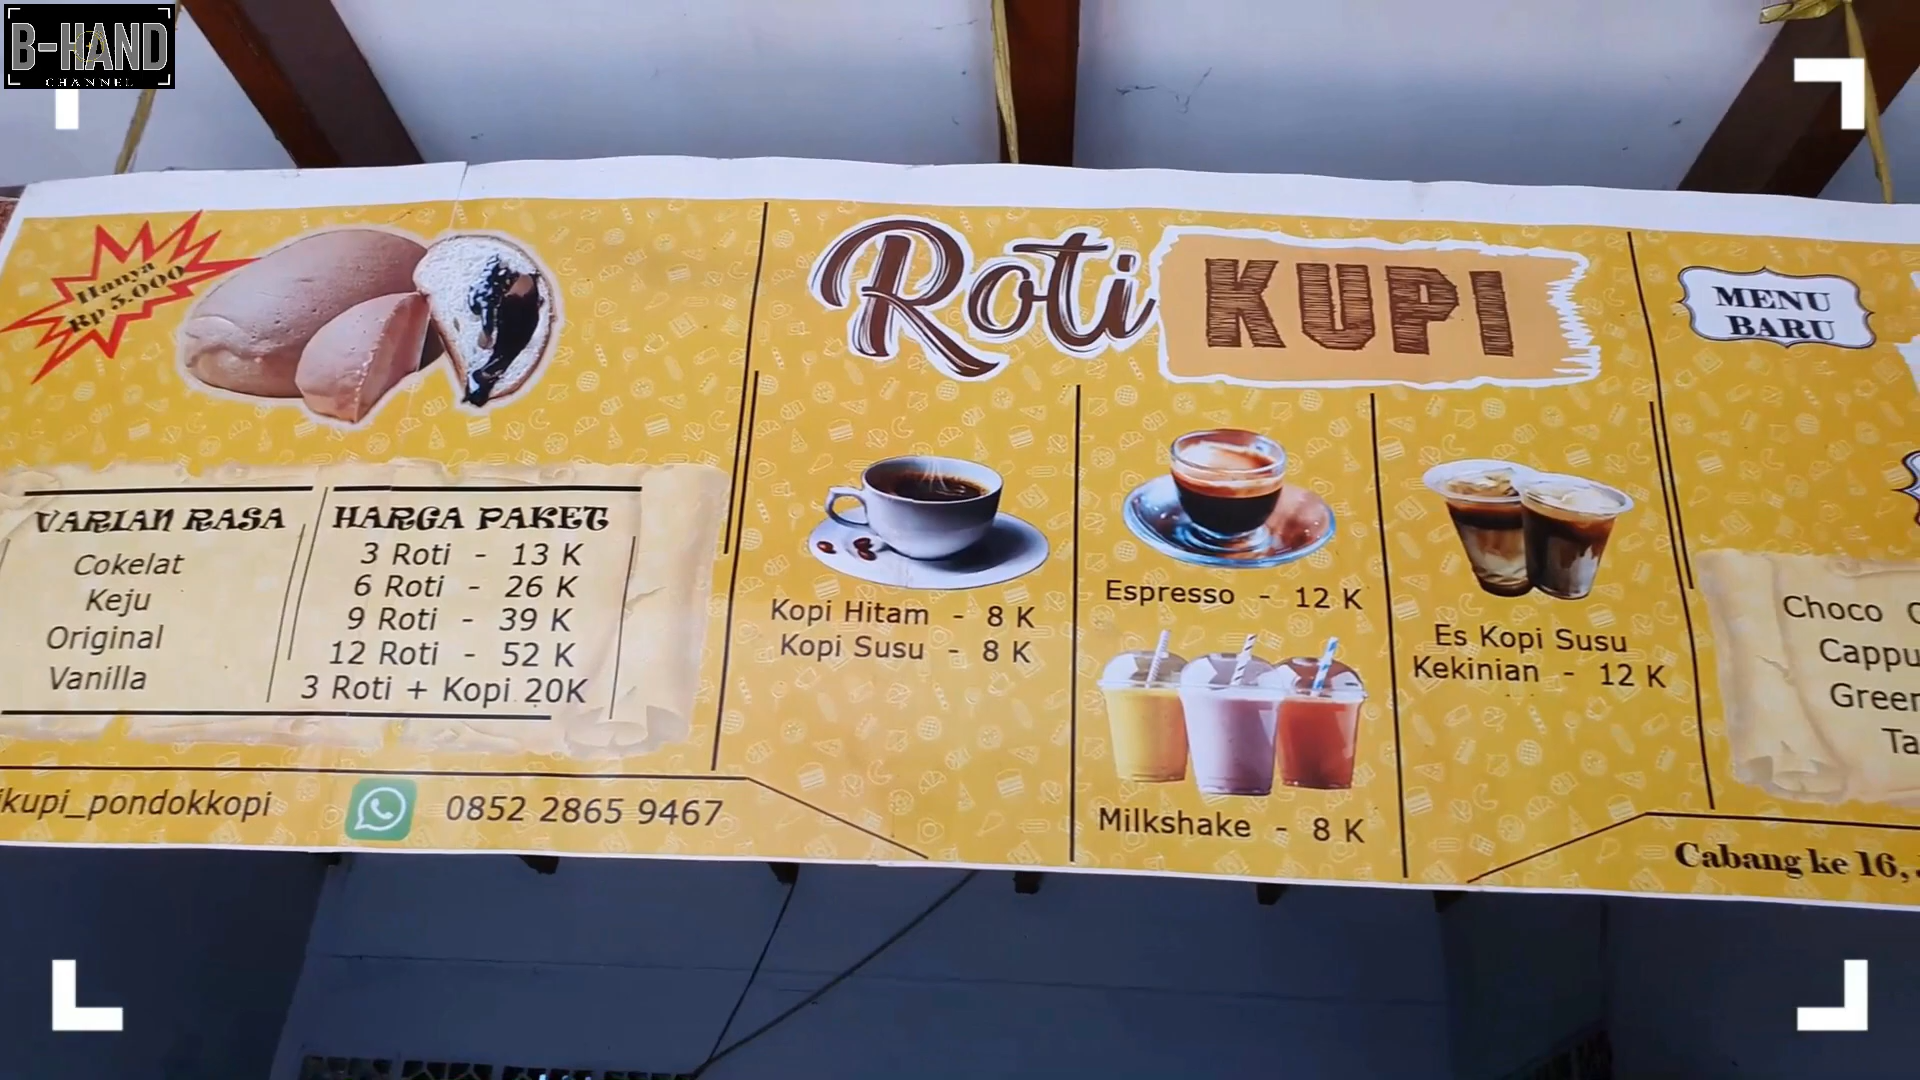 B-HAND
CHANNEL
Hanya
Rp 5.000
VARIAN RASA
Cokelat
Keju
Original
Vanilla
HARGA PAKET
3 Roti - 13 K
6 Roti - 26 K
9 Roti - 39 K
12 Roti - 52 K
3 Roti + Kopi 20K
ikupi_pondokkopi
0852 2865 9467
Roti KUPI
Kopi Hitam - 8 K
Kopi Susu - 8 K
Espresso - 12 K
Milkshake - 8 K
Es Kopi Susu
Kekinian - 12 K
MENU
BARU
Choco
Cappu
Green
Ta
Cabang ke 16,